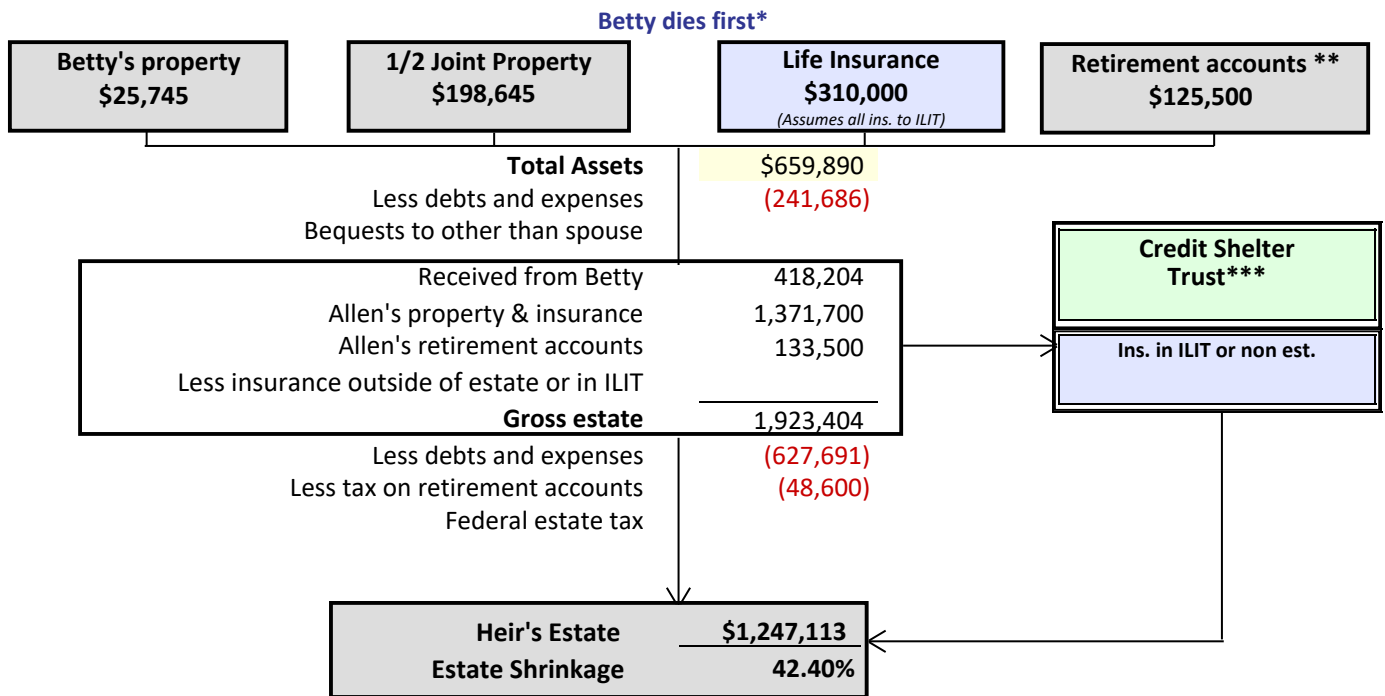 Betty dies first*
Betty's property
$25,745
1/2 Joint Property
$198,645
Life Insurance
$310,000
(Assumes all ins. to ILIT)
Retirement accounts **
$125,500
Total Assets $659,890
Less debts and expenses (241,686)
Bequests to other than spouse
Received from Betty 418,204
Allen's property & insurance 1,371,700
Allen's retirement accounts 133,500
Less insurance outside of estate or in ILIT
Gross estate 1,923,404
Credit Shelter
Trust***
Ins. in ILIT or non est.
Less debts and expenses (627,691)
Less tax on retirement accounts (48,600)
Federal estate tax
Heir's Estate $1,247,113
Estate Shrinkage 42.40%